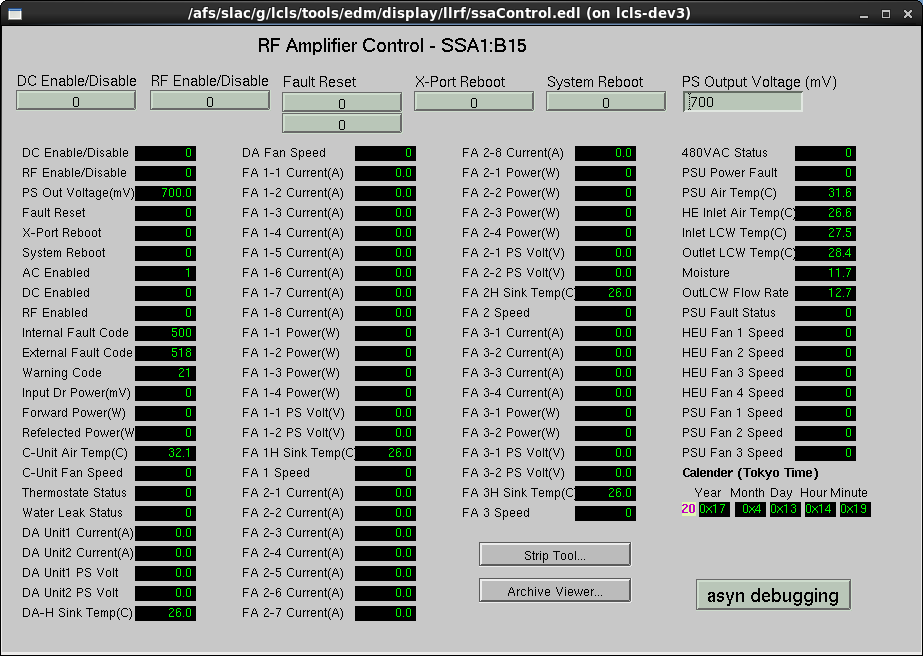 /afs/slac/g/lcls/tools/edm/display/llrf/ssaControl.edl (on lcls-dev3)
RF Amplifier Control - SSA1:B15
DC Enable/Disable RF Enable/Disable Fault Reset X-Port Reboot System Reboot PS Output Voltage (mV)
0 0 0 0 0 700
0
DC Enable/Disable 0 DA Fan Speed 0 FA 2-8 Current(A) 0.0 480VAC Status 0
RF Enable/Disable 0 FA 1-1 Current(A) 0.0 FA 2-1 Power(W) 0 PSU Power Fault 0
PS Out Voltage(mV) 700.0 FA 1-2 Current(A) 0.0 FA 2-2 Power(W) 0 PSU Air Temp(C) 31.6
Fault Reset 0 FA 1-3 Current(A) 0.0 FA 2-3 Power(W) 0 HE Inlet Air Temp(C) 26.6
X-Port Reboot 0 FA 1-4 Current(A) 0.0 FA 2-4 Power(W) 0 Inlet LCW Temp(C) 27.5
System Reboot 0 FA 1-5 Current(A) 0.0 FA 2-1 PS Volt(V) 0.0 Outlet LCW Temp(C) 28.4
AC Enabled 1 FA 1-6 Current(A) 0.0 FA 2-2 PS Volt(V) 0.0 Moisture 11.7
DC Enabled 0 FA 1-7 Current(A) 0.0 FA 2H Sink Temp(C 26.0 OutLCW Flow Rate 12.7
RF Enabled 0 FA 1-8 Current(A) 0.0 FA 2 Speed 0 PSU Fault Status 0
Internal Fault Code 500 FA 1-1 Power(W) 0 FA 3-1 Current(A) 0.0 HEU Fan 1 Speed 0
External Fault Code 518 FA 1-2 Power(W) 0 FA 3-2 Current(A) 0.0 HEU Fan 2 Speed 0
Warning Code 21 FA 1-3 Power(W) 0 FA 3-3 Current(A) 0.0 HEU Fan 3 Speed 0
Input Dr Power(mV) 0 FA 1-4 Power(W) 0 FA 3-4 Current(A) 0.0 HEU Fan 4 Speed 0
Forward Power(W) 0 FA 1-1 PS Volt(V) 0.0 FA 3-1 Power(W) 0 PSU Fan 1 Speed 0
Refelected Power(W 0 FA 1-2 PS Volt(V) 0.0 FA 3-2 Power(W) 0 PSU Fan 2 Speed 0
C-Unit Air Temp(C) 32.1 FA 1H Sink Temp(C 26.0 FA 3-1 PS Volt(V) 0.0 PSU Fan 3 Speed 0
C-Unit Fan Speed 0 FA 1 Speed 0 FA 3-2 PS Volt(V) 0.0 Calender (Tokyo Time)
Thermostate Status 0 FA 2-1 Current(A) 0.0 FA 3H Sink Temp(C 26.0 Year Month Day Hour Minute
Water Leak Status 0 FA 2-2 Current(A) 0.0 FA 3 Speed 0 20 0x17 0x4 0x13 0x14 0x19
DA Unit1 Current(A) 0.0 FA 2-3 Current(A) 0.0
DA Unit2 Current(A) 0.0 FA 2-4 Current(A) 0.0 Strip Tool...
DA Unit1 PS Volt 0.0 FA 2-5 Current(A) 0.0
DA Unit2 PS Volt 0.0 FA 2-6 Current(A) 0.0 Archive Viewer... asyn debugging
DA-H Sink Temp(C) 26.0 FA 2-7 Current(A) 0.0